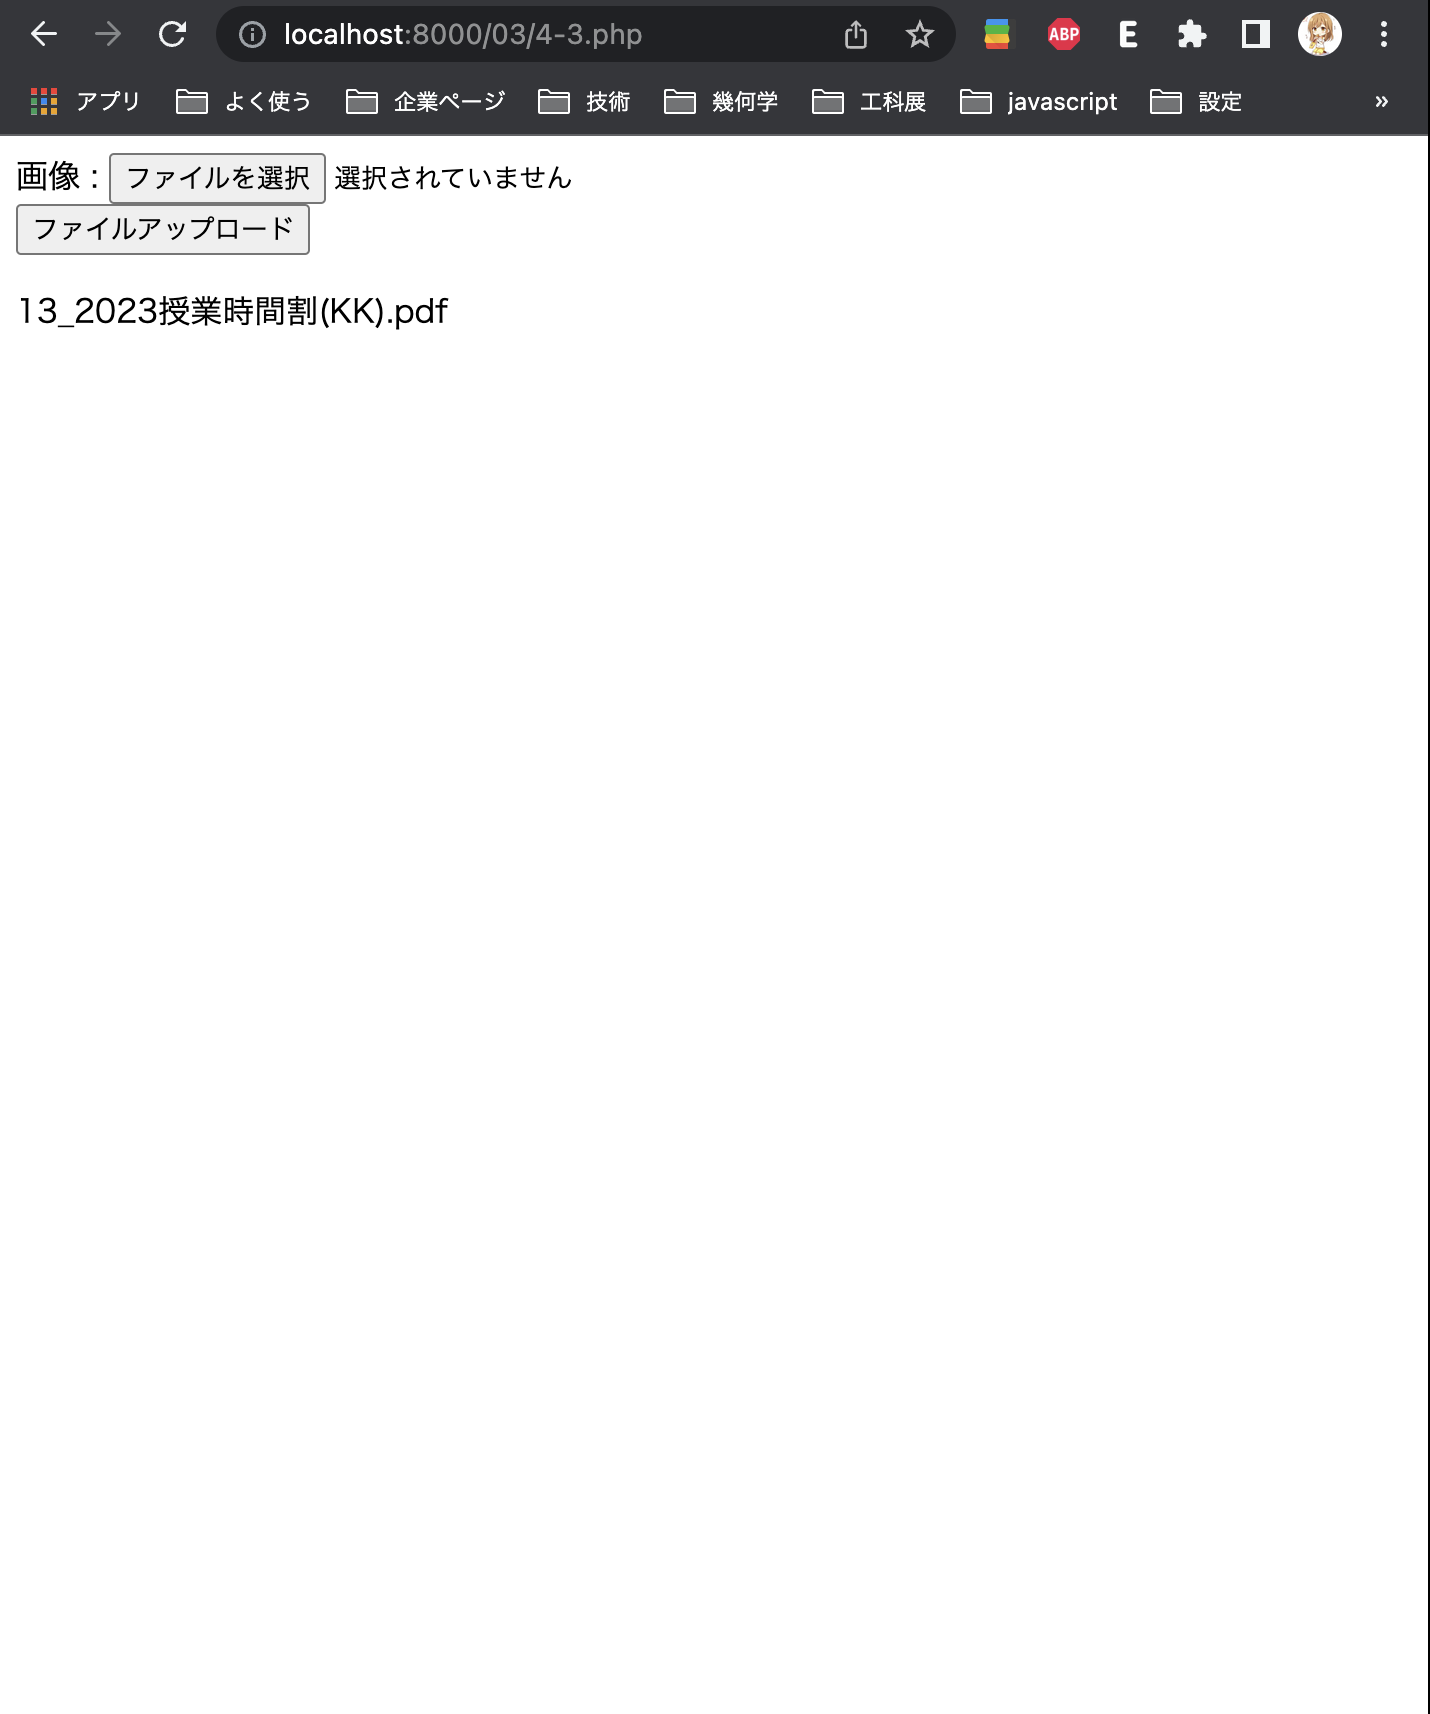 localhost:8000/03/4-3.php ABP E
アプリ よく使う 企業ページ 技術 幾何学 工科展 javascript 設定 »
画像：ファイルを選択 選択されていません
ファイルアップロード
13_2023授業時間割(KK).pdf